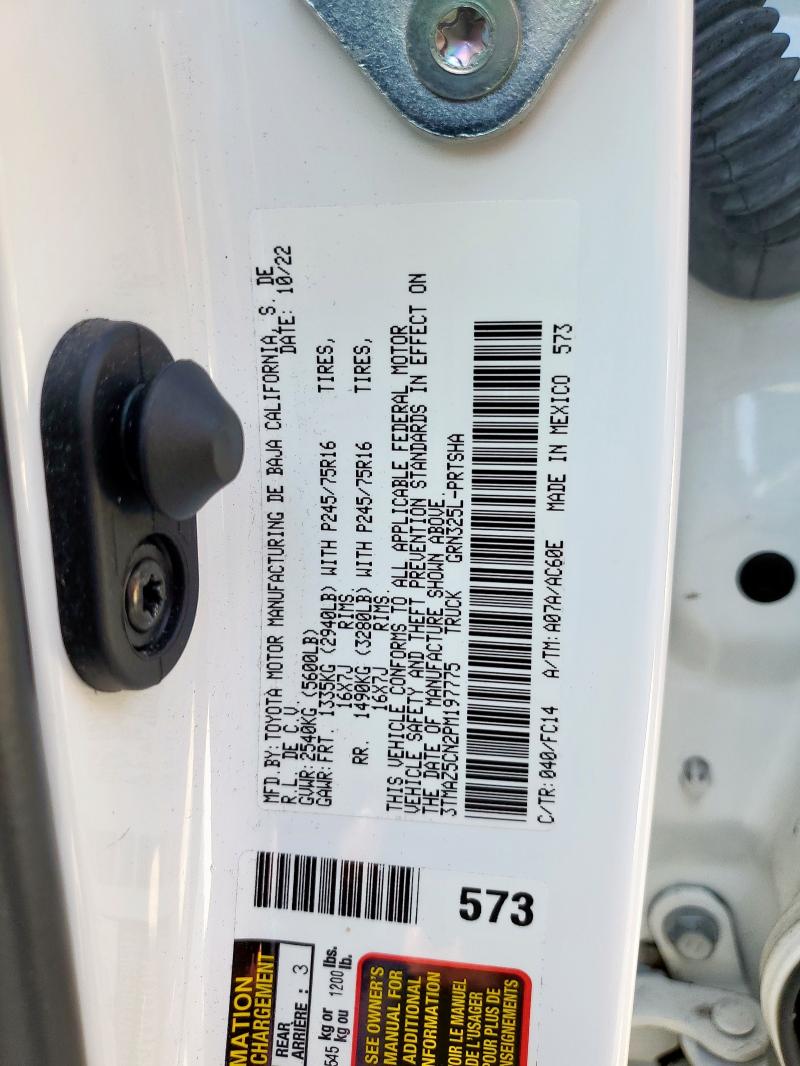 MFD.BY: TOYOTA MOTOR MANUFACTURING DE BAJA CALIFORNIA, S. DE
R.L. DE C.V. DATE: 10/22
GVWR: 2540KG (5600LB)
GAWR: FRT. 1335KG (2940LB) WITH P245/75R16 TIRES,
16X7J RIMS.
RR. 1490KG (3280LB) WITH P245/75R16 TIRES,
16X7J RIMS.
THIS VEHICLE CONFORMS TO ALL APPLICABLE FEDERAL MOTOR
VEHICLE SAFETY AND THEFT PREVENTION STANDARDS IN EFFECT ON
THE DATE OF MANUFACTURE SHOWN ABOVE.
3TMAZ5CN2PM197775 TRUCK GRN325L-PRTSHA
C/TR: 040/FC14 A/TM: A07A/AC60E MADE IN MEXICO 573
573
CHARGEMENT
REAR
ARRIÈRE : 3
545 kg or lbs.
kg ou 1200 lb.
SEE OWNER'S
MANUAL FOR
ADDITIONAL
INFORMATION
VOIR LE MANUEL
DE L'USAGER
POUR PLUS DE
RENSEIGNEMENTS